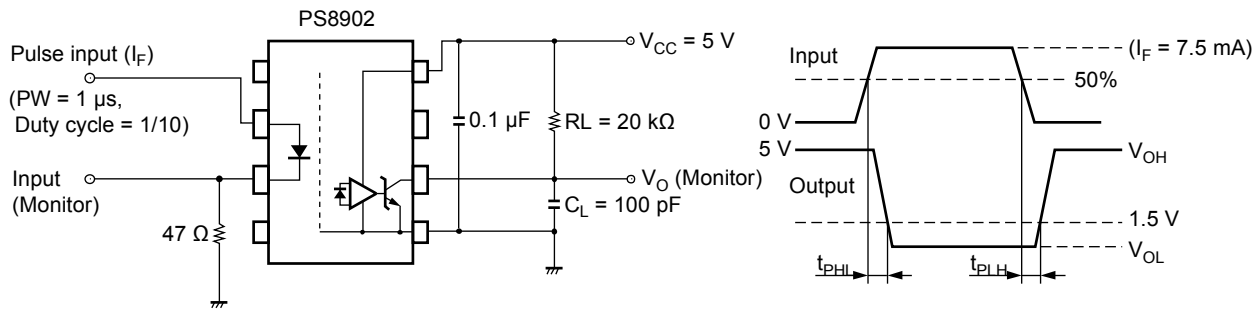 PS8902
Pulse input (I_F)
(PW = 1 μs,
Duty cycle = 1/10)
Input
(Monitor)
47 Ω
0.1 μF
V_CC = 5 V
RL = 20 kΩ
V_O (Monitor)
C_L = 100 pF
Input
(I_F = 7.5 mA)
50%
0 V
5 V
V_OH
Output
1.5 V
V_OL
t_PHL
t_PLH